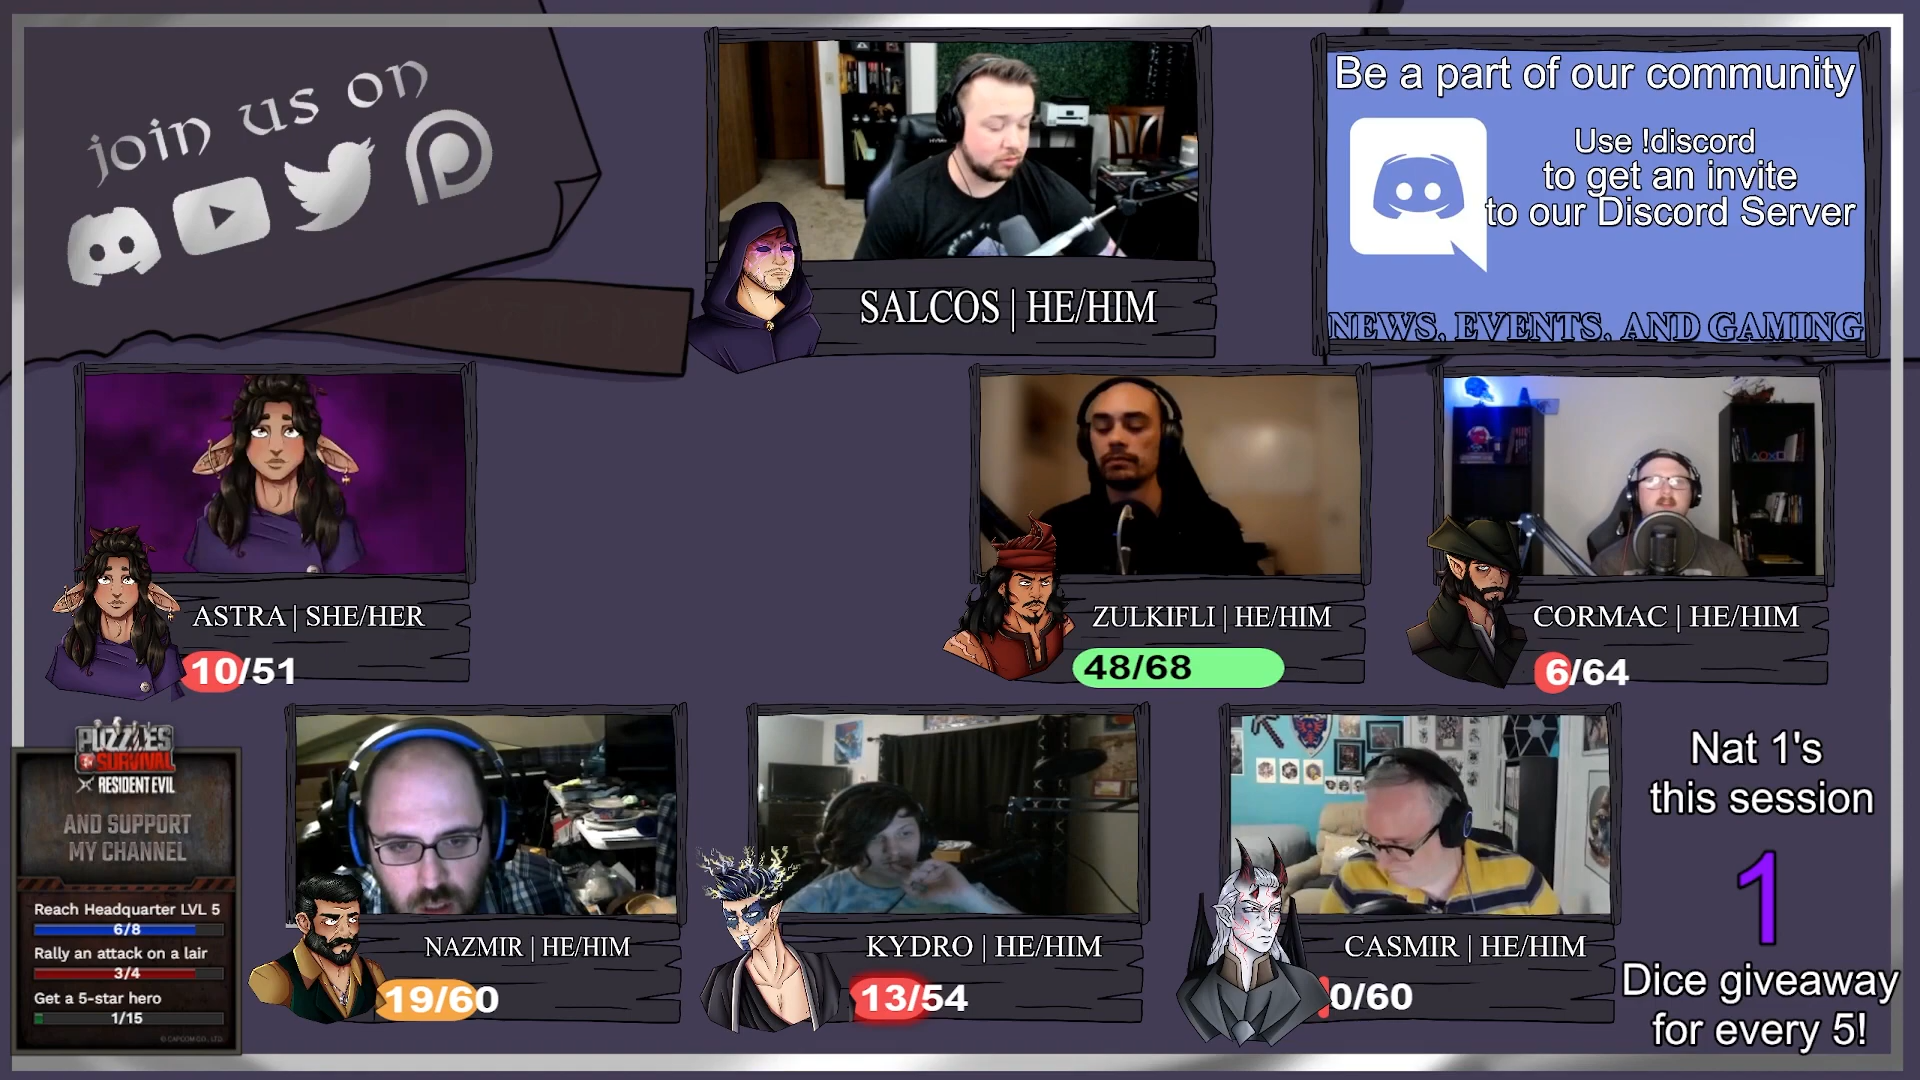 join us on
SALCOS | HE/HIM
Be a part of our community
Use !discord
to get an invite
to our Discord Server
NEWS, EVENTS, AND GAMING
ASTRA | SHE/HER
10/51
ZULKIFLI | HE/HIM
48/68
CORMAC | HE/HIM
6/64
PUZZLES
& SURVIVAL
X RESIDENT EVIL
AND SUPPORT
MY CHANNEL
Reach Headquarter LVL 5
6/8
Rally an attack on a lair
3/4
Get a 5-star hero
1/15
© CAPCOM CO., LTD.
NAZMIR | HE/HIM
19/60
KYDRO | HE/HIM
13/54
CASMIR | HE/HIM
0/60
Nat 1's
this session
1
Dice giveaway
for every 5!